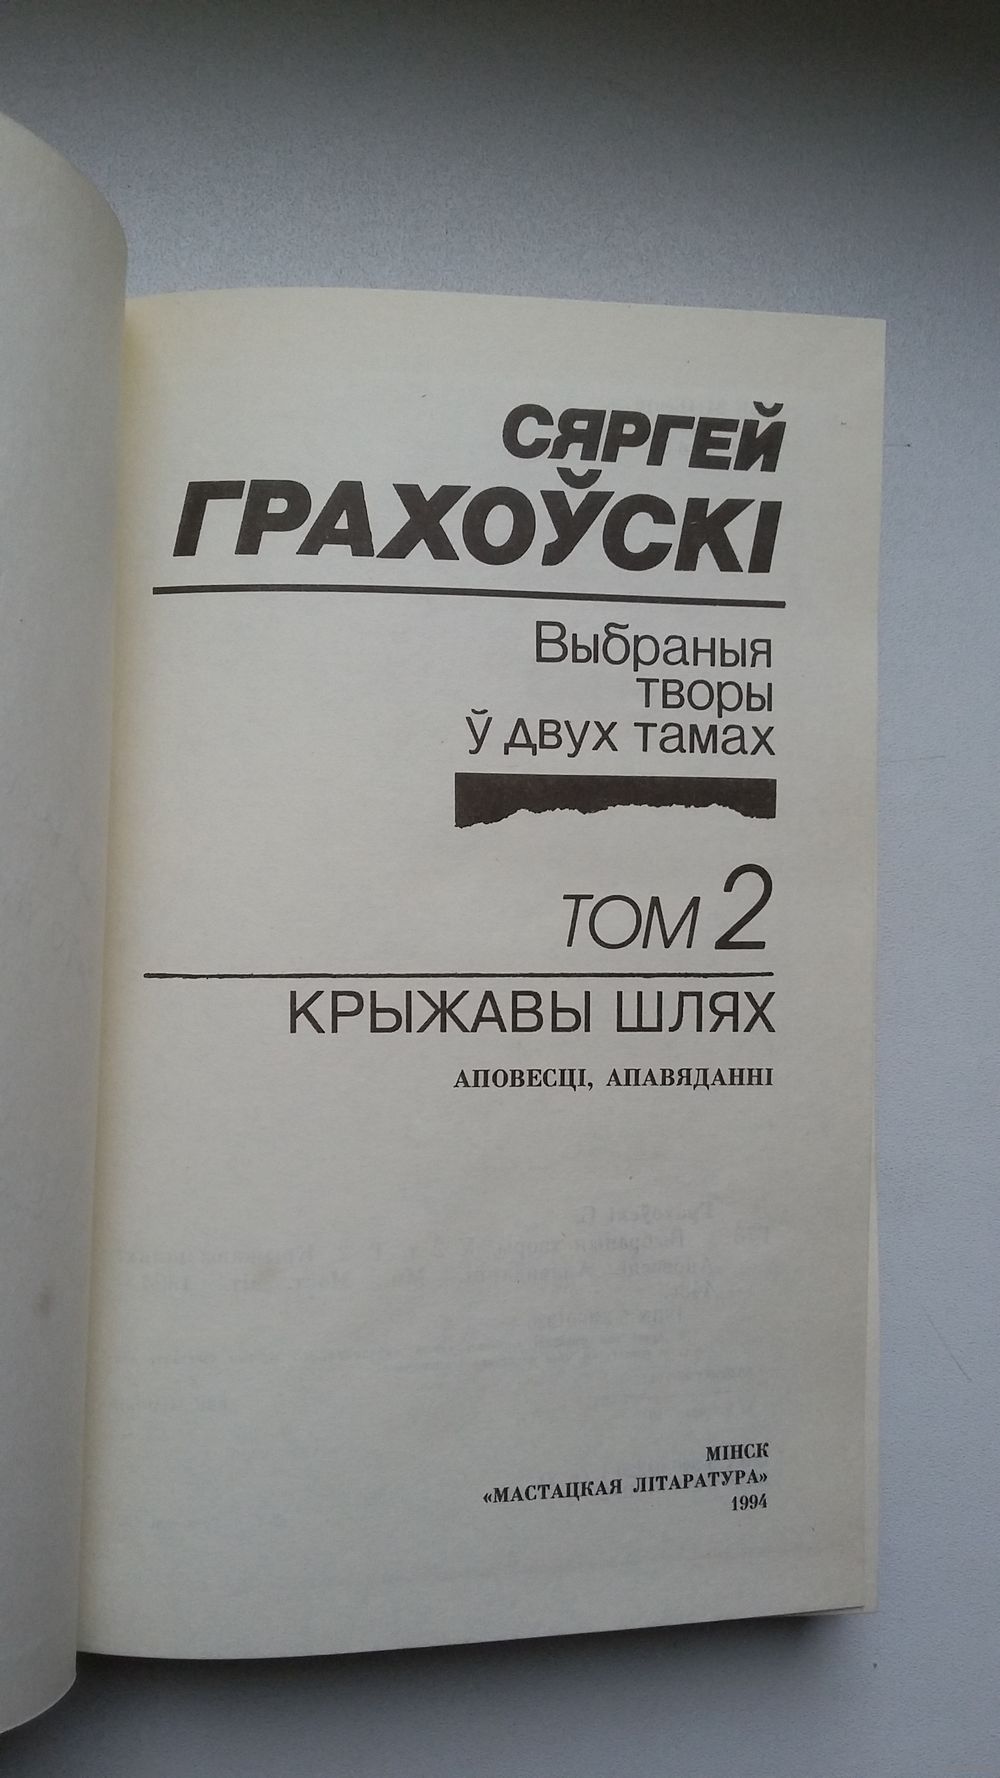 СЯРГЕЙ
ГРАХОЎСКІ
Выбраныя
творы
ў двух тамах
ТОМ 2
КРЫЖАВЫ ШЛЯХ
АПОВЕСЦІ, АПАВЯДАННІ
МІНСК
«МАСТАЦКАЯ ЛІТАРАТУРА»
1994